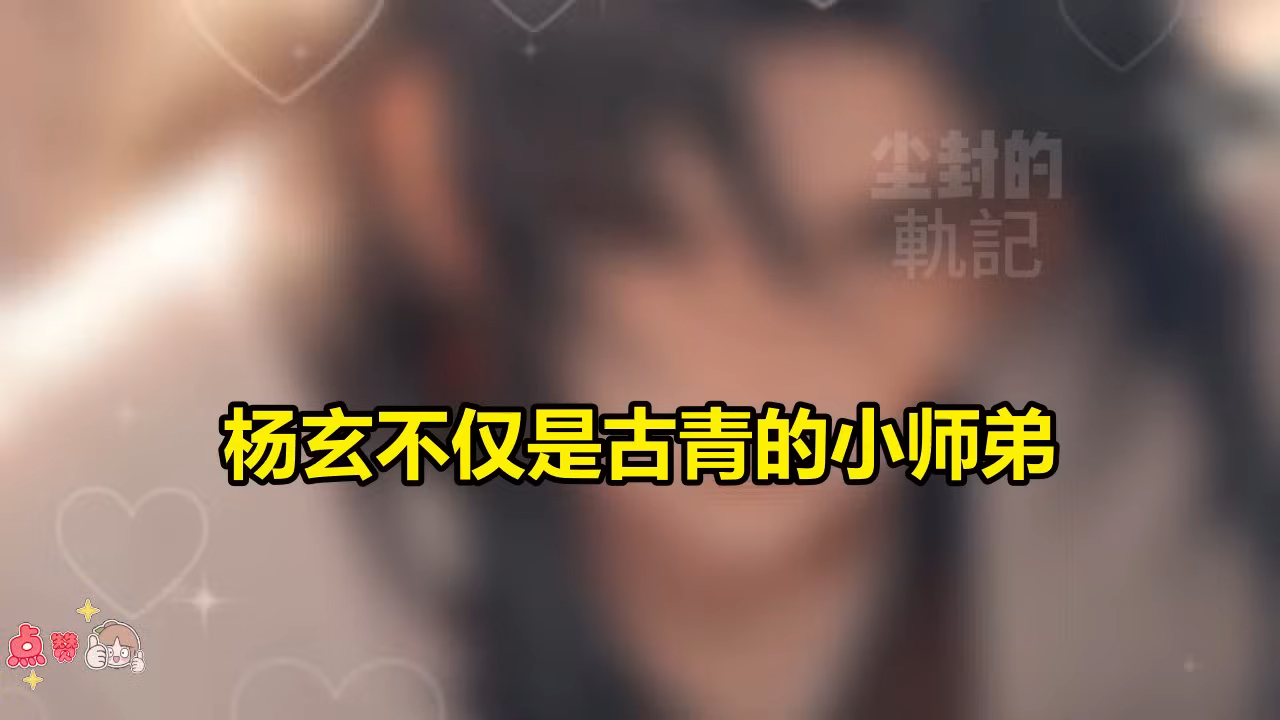 尘封的
軌記
杨玄不仅是古青的小师弟
点赞